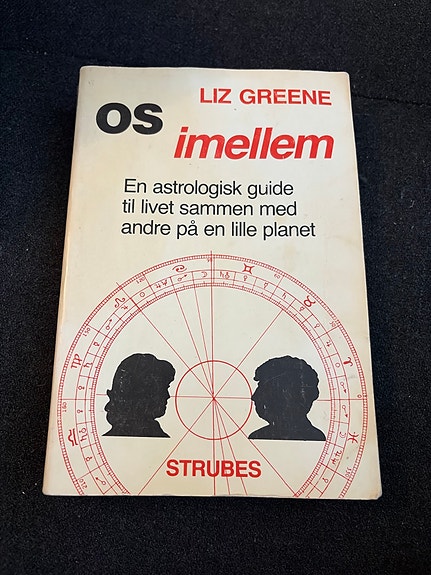 LIZ GREENE
os
imellem
En astrologisk guide
til livet sammen med
andre på en lille planet
STRUBES